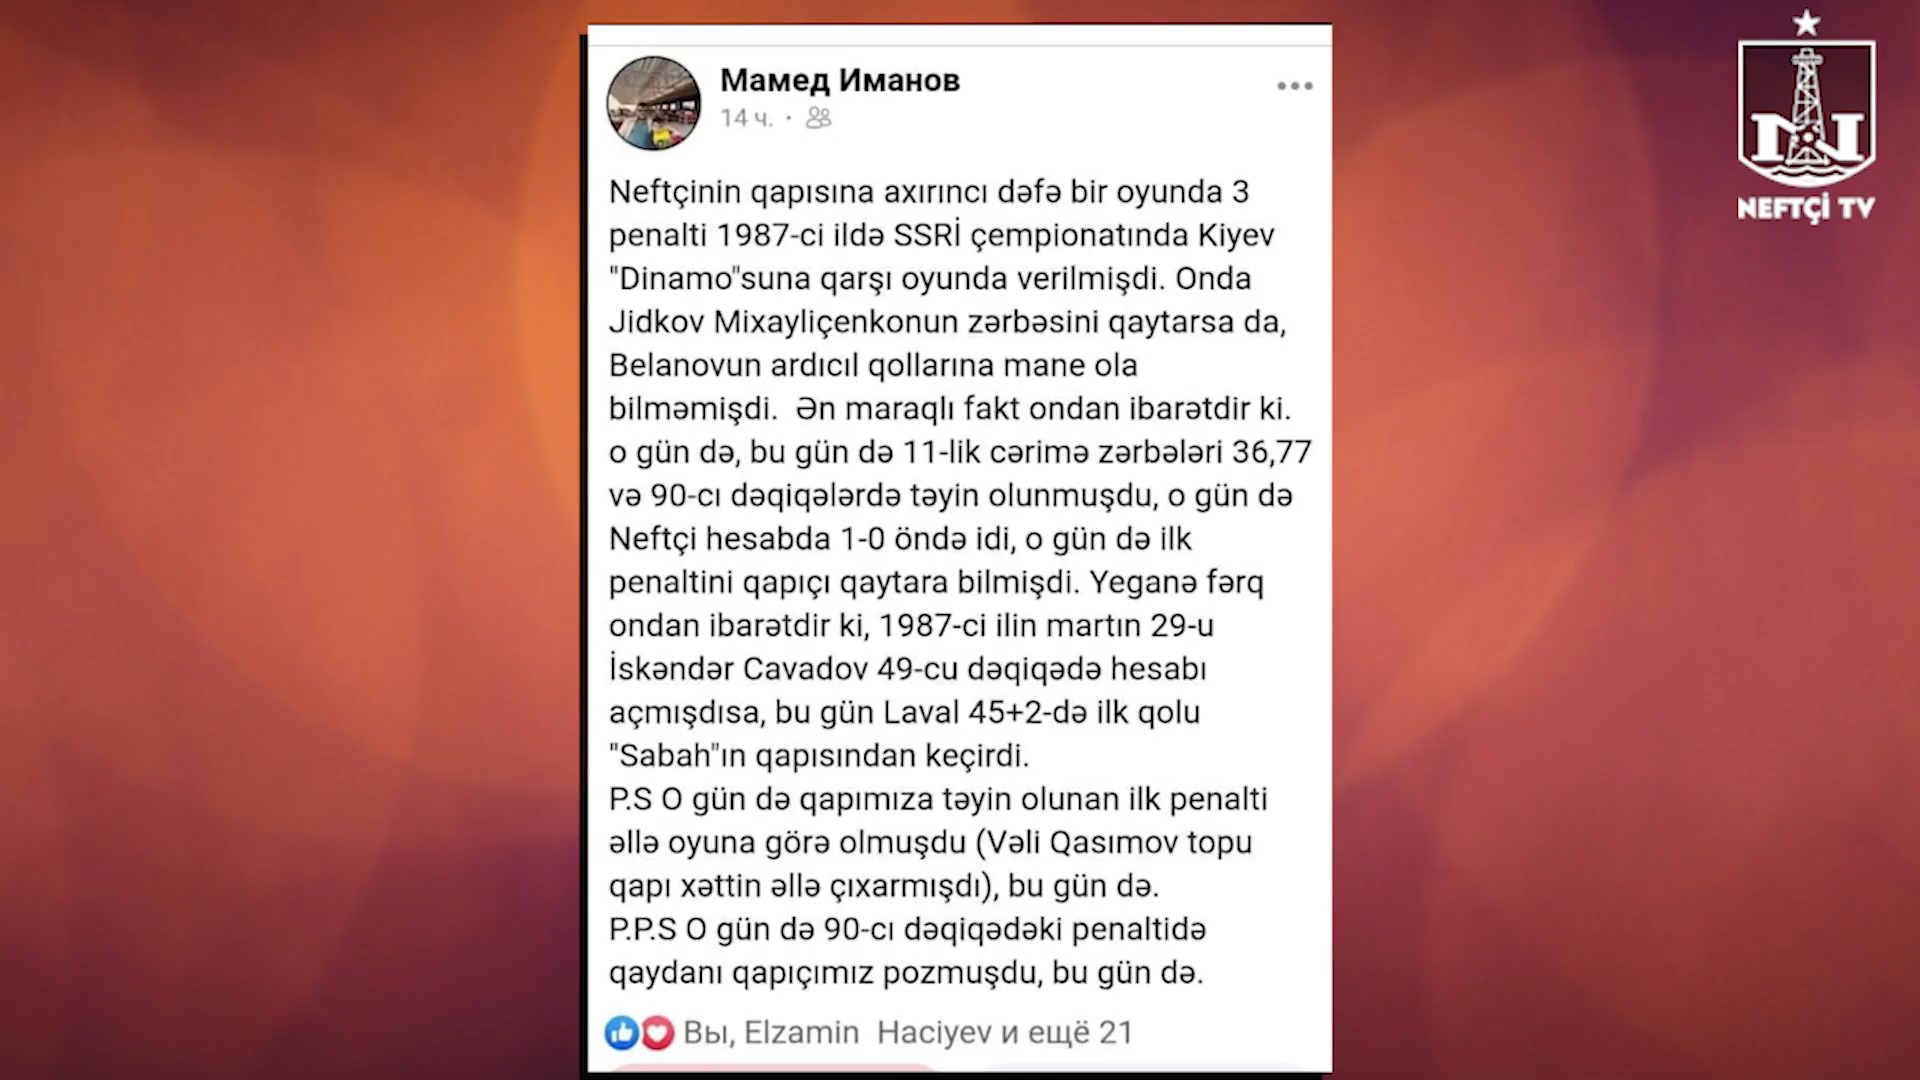 Мамед Иманов
14 ч. ·
Neftçinin qapısına axırıncı dəfə bir oyunda 3
penalti 1987-ci ildə SSRİ çempionatında Kiyev
"Dinamo"suna qarşı oyunda verilmişdi. Onda
Jidkov Mixayliçenkonun zərbəsini qaytarsa da,
Belanovun ardıcıl qollarına mane ola
bilməmişdi.  Ən maraqlı fakt ondan ibarətdir ki.
o gün də, bu gün də 11-lik cərimə zərbələri 36,77
və 90-cı dəqiqələrdə təyin olunmuşdu, o gün də
Neftçi hesabda 1-0 öndə idi, o gün də ilk
penaltini qapıçı qaytara bilmişdi. Yeganə fərq
ondan ibarətdir ki, 1987-ci ilin martın 29-u
İskəndər Cavadov 49-cu dəqiqədə hesabı
açmışdısa, bu gün Laval 45+2-də ilk qolu
"Sabah"ın qapısından keçirdi.
P.S O gün də qapımıza təyin olunan ilk penalti
əllə oyuna görə olmuşdu (Vəli Qasımov topu
qapı xəttin əllə çıxarmışdı), bu gün də.
P.P.S O gün də 90-cı dəqiqədəki penaltidə
qaydanı qapıçımız pozmuşdu, bu gün də.
Вы, Elzamin  Haciyev и ещё 21
N N
NEFTÇİ TV